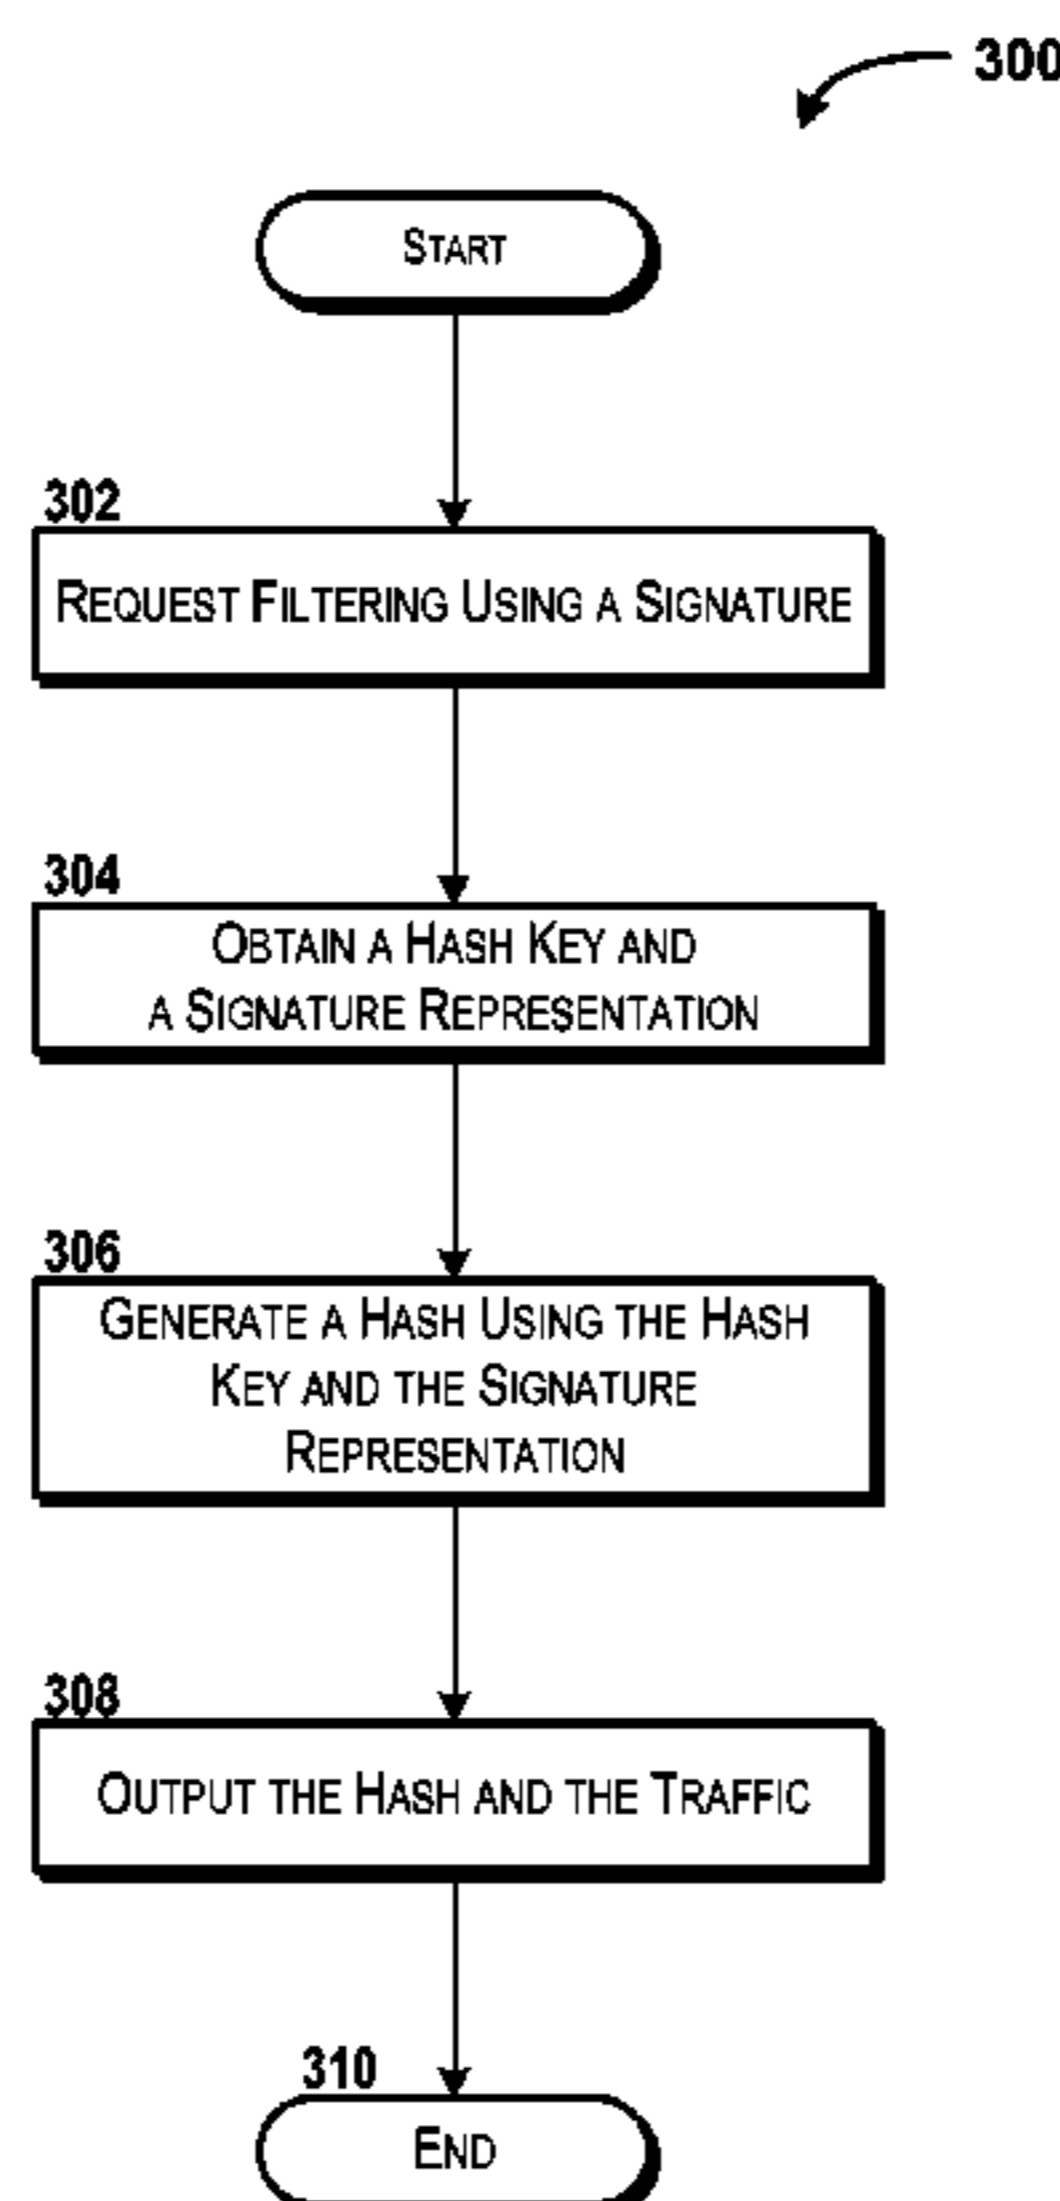 300
START
302
REQUEST FILTERING USING A SIGNATURE
304
OBTAIN A HASH KEY AND
A SIGNATURE REPRESENTATION
306
GENERATE A HASH USING THE HASH
KEY AND THE SIGNATURE
REPRESENTATION
308
OUTPUT THE HASH AND THE TRAFFIC
310
END